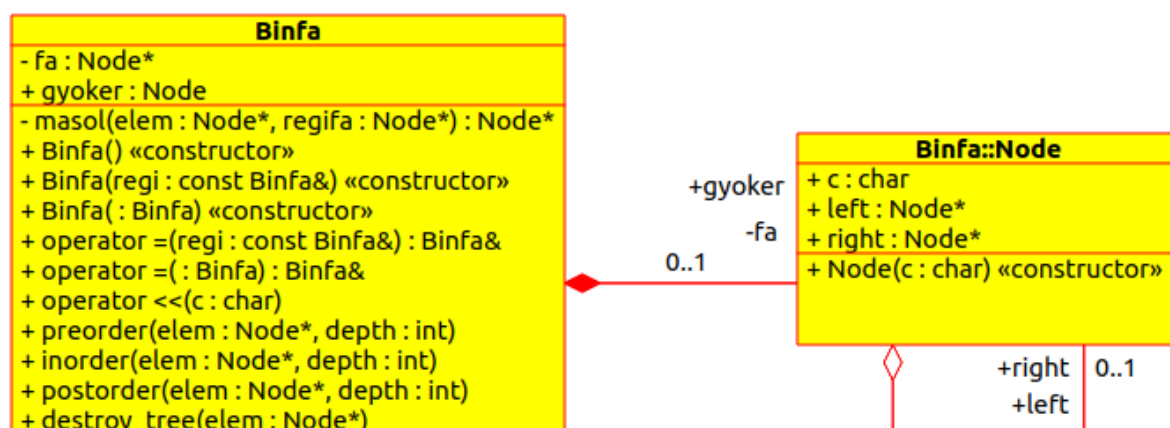 Binfa
- fa : Node*
+ gyoker : Node
- masol(elem : Node*, regifa : Node*) : Node*
+ Binfa() «constructor»
+ Binfa(regi : const Binfa&) «constructor»
+ Binfa( : Binfa) «constructor»
+ operator =(regi : const Binfa&) : Binfa&
+ operator =( : Binfa) : Binfa&
+ operator <<(c : char)
+ preorder(elem : Node*, depth : int)
+ inorder(elem : Node*, depth : int)
+ postorder(elem : Node*, depth : int)
+ destroy_tree(elem : Node*)
+gyoker
-fa
0..1
Binfa::Node
+ c : char
+ left : Node*
+ right : Node*
+ Node(c : char) «constructor»
+right 0..1
+left